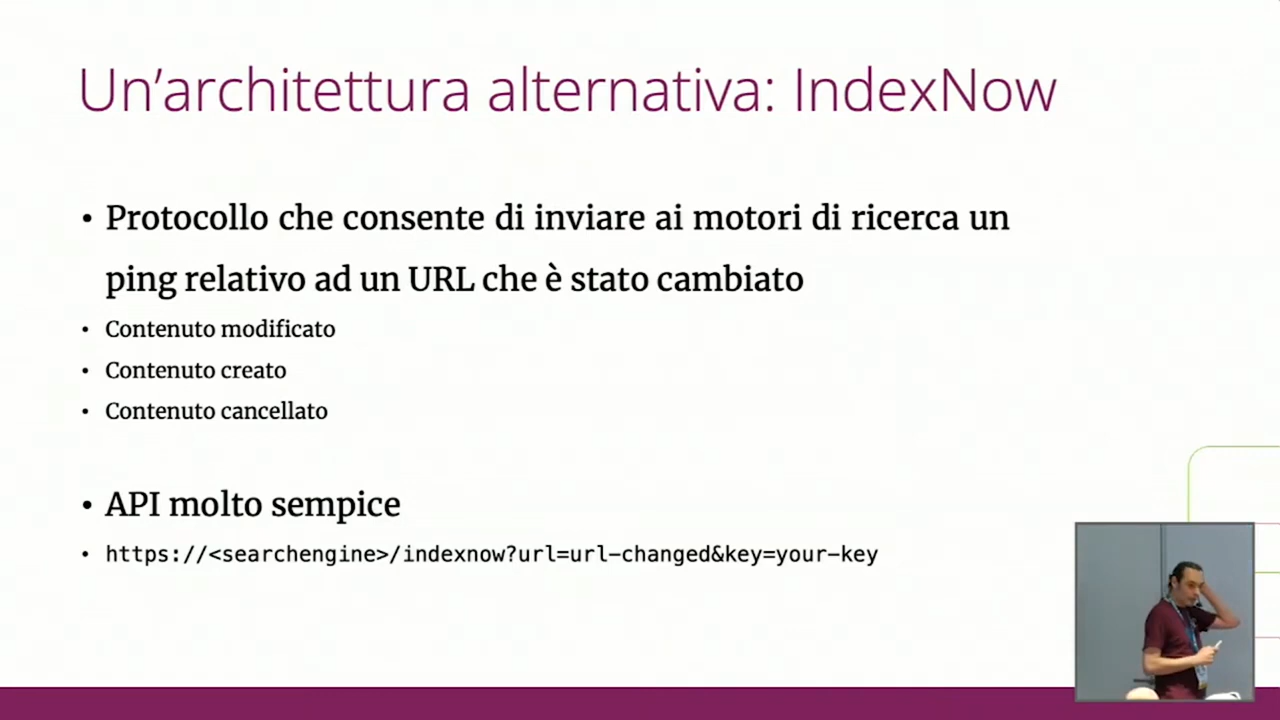 Un’architettura alternativa: IndexNow
• Protocollo che consente di inviare ai motori di ricerca un
ping relativo ad un URL che è stato cambiato
• Contenuto modificato
• Contenuto creato
• Contenuto cancellato
• API molto sempice
• https://<searchengine>/indexnow?url=url-changed&key=your-key